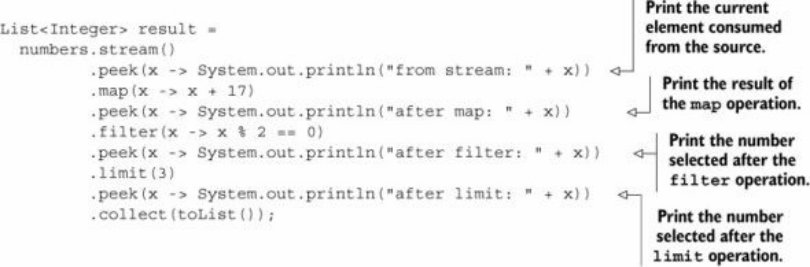 List<Integer> result =
numbers.stream()
.peek(x -> System.out.println("from stream: " + x))
.map(x -> x + 17)
.peek(x -> System.out.println("after map: " + x))
.filter(x -> x % 2 == 0)
.peek(x -> System.out.println("after filter: " + x))
.limit(3)
.peek(x -> System.out.println("after limit: " + x))
.collect(toList());
Print the current
element consumed
from the source.
Print the result of
the map operation.
Print the number
selected after the
filter operation.
Print the number
selected after the
limit operation.